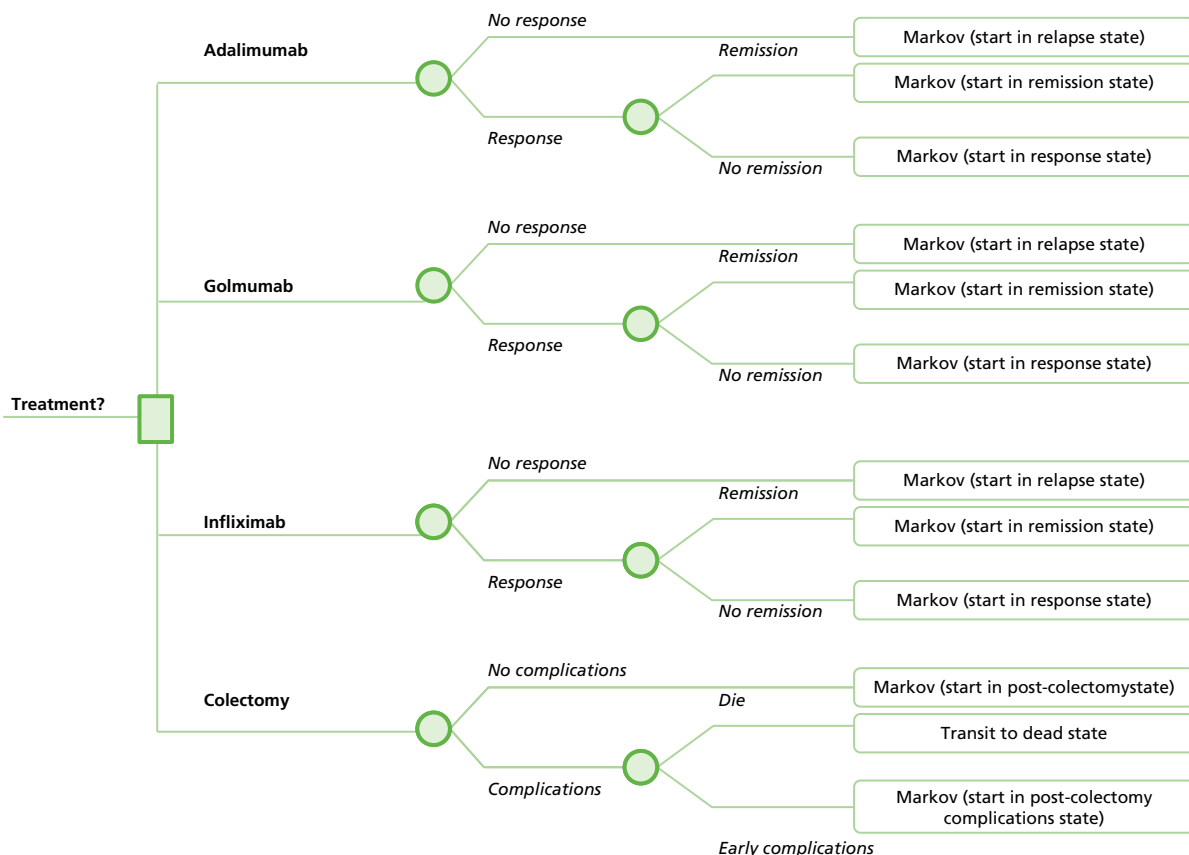 No response
Adalimumab
Remission
Markov (start in relapse state)
Markov (start in remission state)
Response
No remission
Markov (start in response state)
No response
Golmumab
Remission
Markov (start in relapse state)
Markov (start in remission state)
Response
No remission
Markov (start in response state)
Treatment?
No response
Infliximab
Remission
Markov (start in relapse state)
Markov (start in remission state)
Response
No remission
Markov (start in response state)
No complications
Colectomy
Die
Markov (start in post-colectomystate)
Transit to dead state
Complications
Markov (start in post-colectomy
complications state)
Early complications